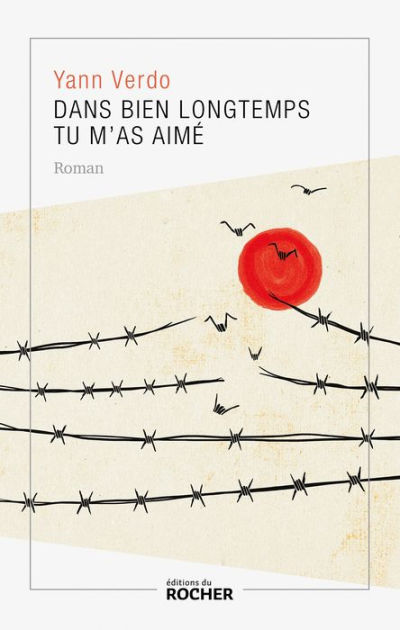 Yann Verdo
DANS BIEN LONGTEMPS
TU M'AS AIMÉ
Roman
éditions du
ROCHER